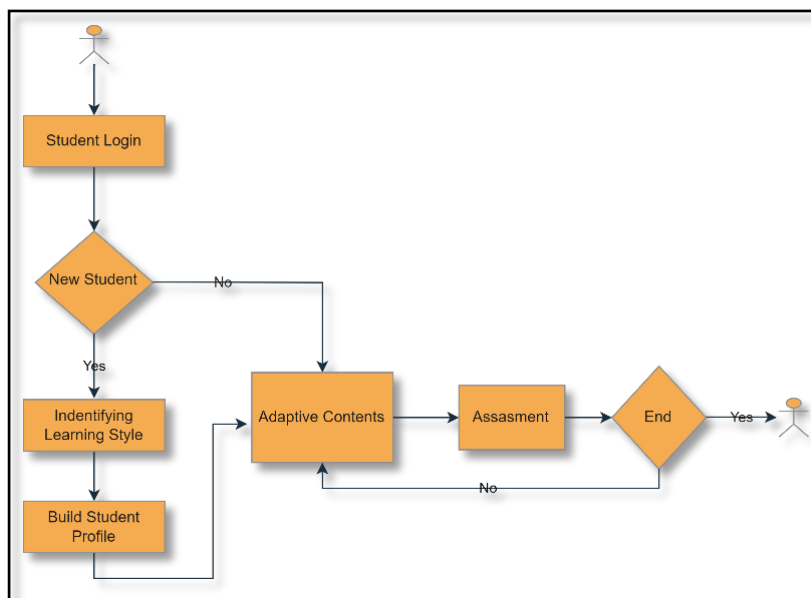 Student Login
New Student
No
Yes
Indentifying
Learning Style
Adaptive Contents
Assasment
End
Yes
No
Build Student
Profile